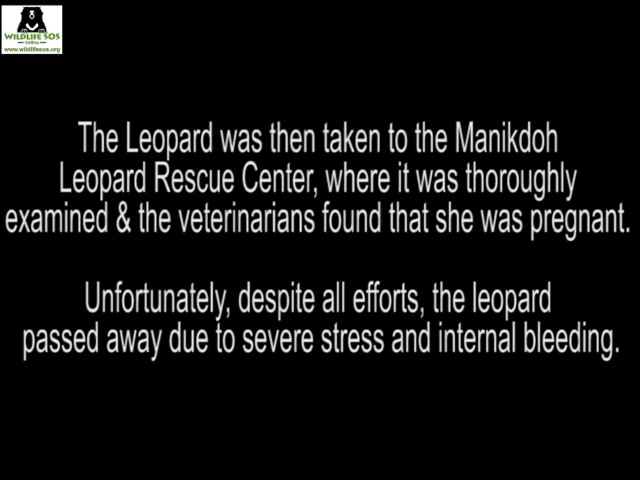 WILDLIFE SOS
INDIA
www.wildlifesos.org
The Leopard was then taken to the Manikdoh
Leopard Rescue Center, where it was thoroughly
examined & the veterinarians found that she was pregnant.
Unfortunately, despite all efforts, the leopard
passed away due to severe stress and internal bleeding.